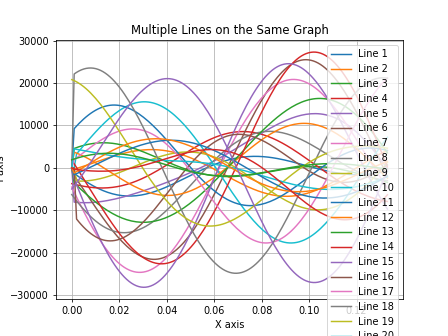 Multiple Lines on the Same Graph
30000
20000
10000
0
−10000
−20000
−30000
0.00
0.02
0.04
0.06
0.08
0.10
X axis
Line 1
Line 2
Line 3
Line 4
Line 5
Line 6
Line 7
Line 8
Line 9
Line 10
Line 11
Line 12
Line 13
Line 14
Line 15
Line 16
Line 17
Line 18
Line 19
Line 20